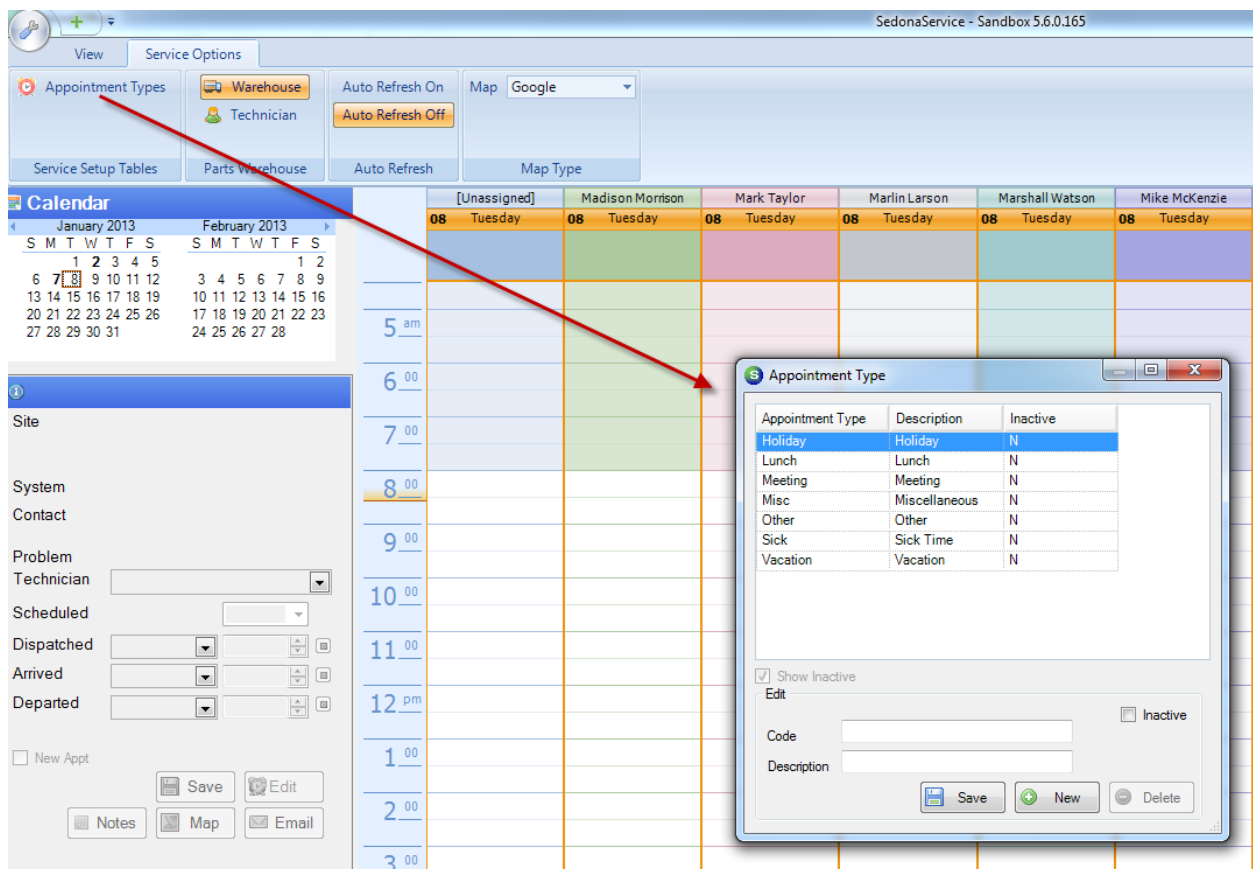 SedonaService - Sandbox 5.6.0.165
View Service Options
Appointment Types Warehouse Auto Refresh On Map Google
Technician Auto Refresh Off
Service Setup Tables Parts Warehouse Auto Refresh Map Type
Calendar
[Unassigned] Madison Morrison Mark Taylor Marlin Larson Marshall Watson Mike McKenzie
08 Tuesday 08 Tuesday 08 Tuesday 08 Tuesday 08 Tuesday 08 Tuesday
January 2013 February 2013
S M T W T F S S M T W T F S
1 2 3 4 5 1 2
6 7 8 9 10 11 12 3 4 5 6 7 8 9
13 14 15 16 17 18 19 10 11 12 13 14 15 16
20 21 22 23 24 25 26 17 18 19 20 21 22 23
27 28 29 30 31 24 25 26 27 28
Site
System
Contact
Problem
Technician
Scheduled
Dispatched
Arrived
Departed
New Appt
Save Edit
Notes Map Email
5 am
6 00
7 00
8 00
9 00
10 00
11 00
12 pm
1 00
2 00
3 00
S Appointment Type X
Appointment Type Description Inactive
Holiday Holiday N
Lunch Lunch N
Meeting Meeting N
Misc Miscellaneous N
Other Other N
Sick Sick Time N
Vacation Vacation N
Show Inactive
Edit
Inactive
Code
Description
Save New Delete